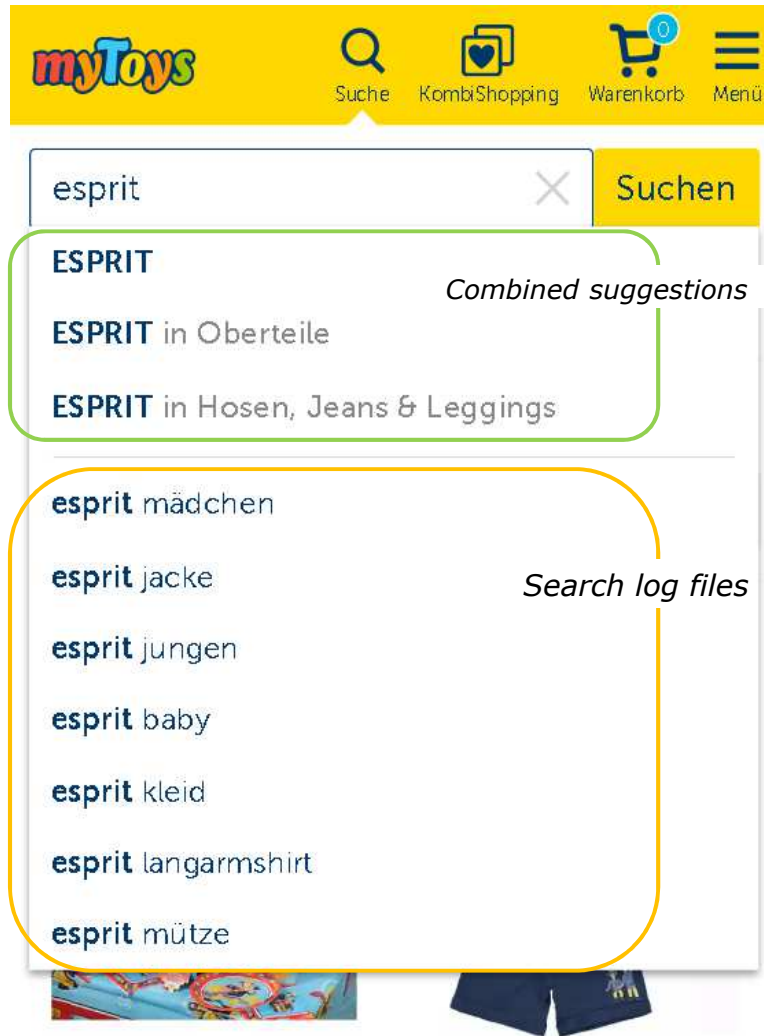 myToys
0
Suche KombiShopping Warenkorb Menü
esprit Suchen
ESPRIT
Combined suggestions
ESPRIT in Oberteile
ESPRIT in Hosen, Jeans & Leggings
esprit mädchen
esprit jacke
Search log files
esprit jungen
esprit baby
esprit kleid
esprit langarmshirt
esprit mütze